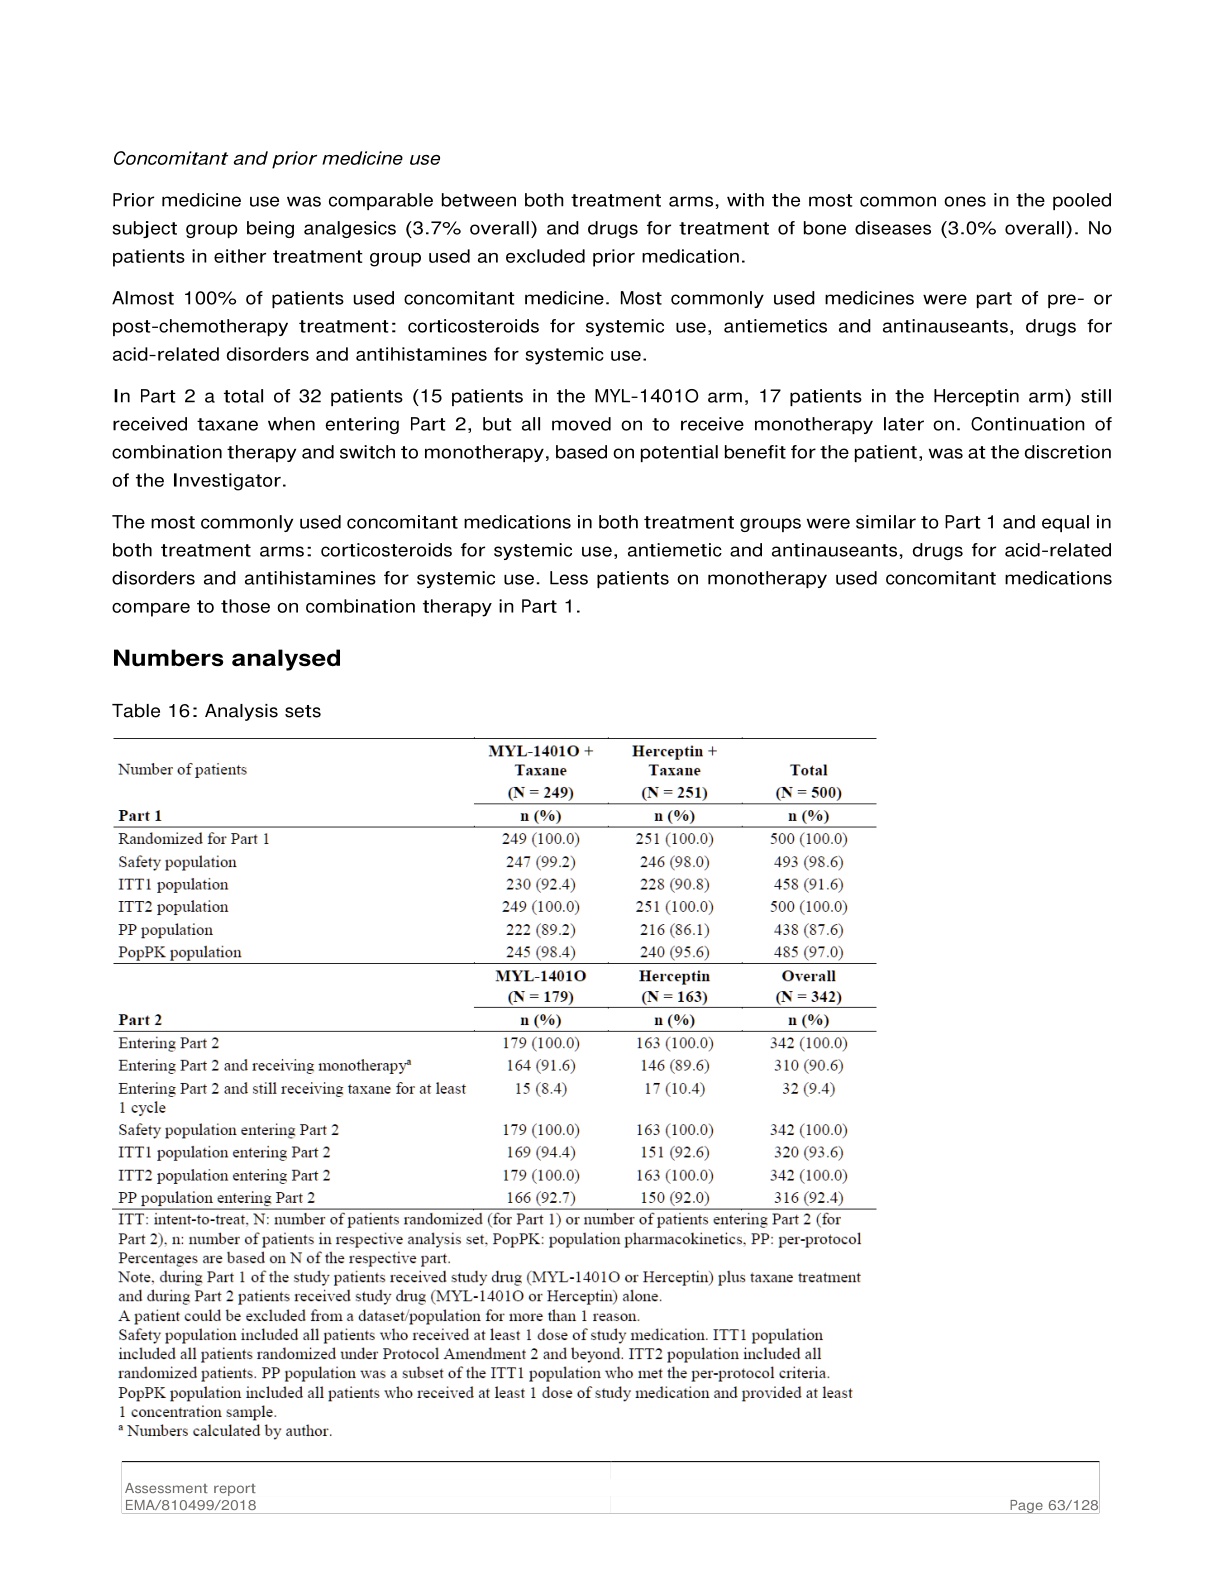 Concomitant and prior medicine use
Prior medicine use was comparable between both treatment arms, with the most common ones in the pooled
subject group being analgesics (3.7% overall) and drugs for treatment of bone diseases (3.0% overall). No
patients in either treatment group used an excluded prior medication.
Almost 100% of patients used concomitant medicine. Most commonly used medicines were part of pre- or
post-chemotherapy treatment: corticosteroids for systemic use, antiemetics and antinauseants, drugs for
acid-related disorders and antihistamines for systemic use.
In Part 2 a total of 32 patients (15 patients in the MYL-1401O arm, 17 patients in the Herceptin arm) still
received taxane when entering Part 2, but all moved on to receive monotherapy later on. Continuation of
combination therapy and switch to monotherapy, based on potential benefit for the patient, was at the discretion
of the Investigator.
The most commonly used concomitant medications in both treatment groups were similar to Part 1 and equal in
both treatment arms: corticosteroids for systemic use, antiemetic and antinauseants, drugs for acid-related
disorders and antihistamines for systemic use. Less patients on monotherapy used concomitant medications
compare to those on combination therapy in Part 1.
Numbers analysed
Table 16: Analysis sets
MYL-1401O + Herceptin +
Number of patients Taxane Taxane Total
(N = 249) (N = 251) (N = 500)
Part 1 n (%) n (%) n (%)
Randomized for Part 1 249 (100.0) 251 (100.0) 500 (100.0)
Safety population 247 (99.2) 246 (98.0) 493 (98.6)
ITT1 population 230 (92.4) 228 (90.8) 458 (91.6)
ITT2 population 249 (100.0) 251 (100.0) 500 (100.0)
PP population 222 (89.2) 216 (86.1) 438 (87.6)
PopPK population 245 (98.4) 240 (95.6) 485 (97.0)
MYL-1401O Herceptin Overall
(N = 179) (N = 163) (N = 342)
Part 2 n (%) n (%) n (%)
Entering Part 2 179 (100.0) 163 (100.0) 342 (100.0)
Entering Part 2 and receiving monotherapyᵃ 164 (91.6) 146 (89.6) 310 (90.6)
Entering Part 2 and still receiving taxane for at least 15 (8.4) 17 (10.4) 32 (9.4)
1 cycle
Safety population entering Part 2 179 (100.0) 163 (100.0) 342 (100.0)
ITT1 population entering Part 2 169 (94.4) 151 (92.6) 320 (93.6)
ITT2 population entering Part 2 179 (100.0) 163 (100.0) 342 (100.0)
PP population entering Part 2 166 (92.7) 150 (92.0) 316 (92.4)
ITT: intent-to-treat, N: number of patients randomized (for Part 1) or number of patients entering Part 2 (for
Part 2), n: number of patients in respective analysis set, PopPK: population pharmacokinetics, PP: per-protocol
Percentages are based on N of the respective part.
Note, during Part 1 of the study patients received study drug (MYL-1401O or Herceptin) plus taxane treatment
and during Part 2 patients received study drug (MYL-1401O or Herceptin) alone.
A patient could be excluded from a dataset/population for more than 1 reason.
Safety population included all patients who received at least 1 dose of study medication. ITT1 population
included all patients randomized under Protocol Amendment 2 and beyond. ITT2 population included all
randomized patients. PP population was a subset of the ITT1 population who met the per-protocol criteria.
PopPK population included all patients who received at least 1 dose of study medication and provided at least
1 concentration sample.
ᵃ Numbers calculated by author.
Assessment report
EMA/810499/2018 Page 63/128